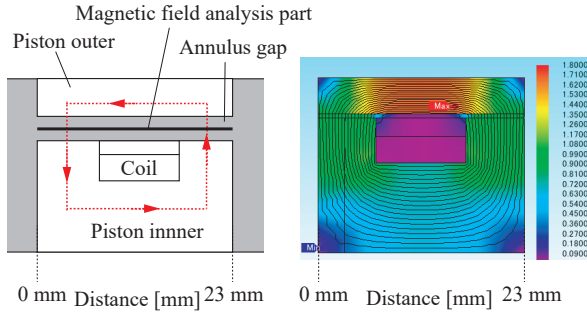 Magnetic field analysis part
Piston outer
Annulus gap
Coil
Piston innner
0 mm
Distance [mm]
23 mm
Max
0 mm
Distance [mm]
23 mm
1.8000
1.7100
1.6200
1.5300
1.4400
1.3500
1.2600
1.1700
1.0800
0.9900
0.9000
0.8100
0.7200
0.6300
0.5400
0.4500
0.3600
0.2700
0.1800
0.0900